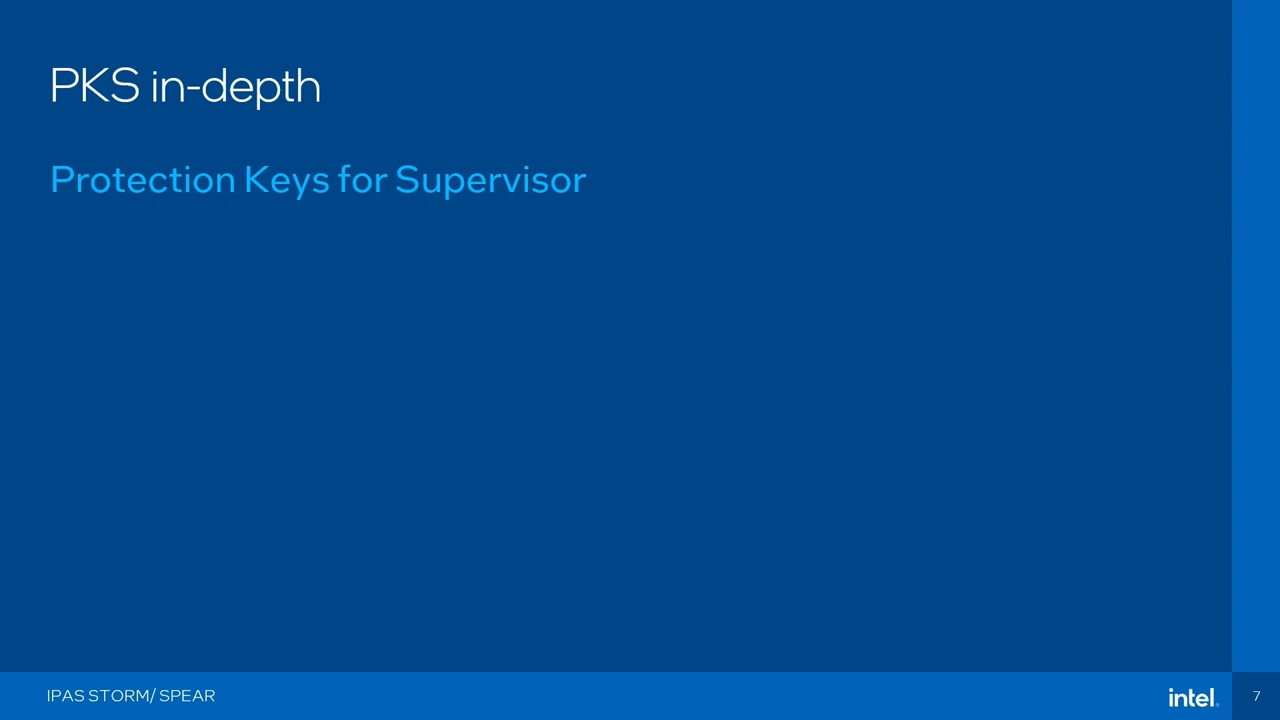 PKS in-depth
Protection Keys for Supervisor
IPAS STORM/ SPEAR
intel.
7